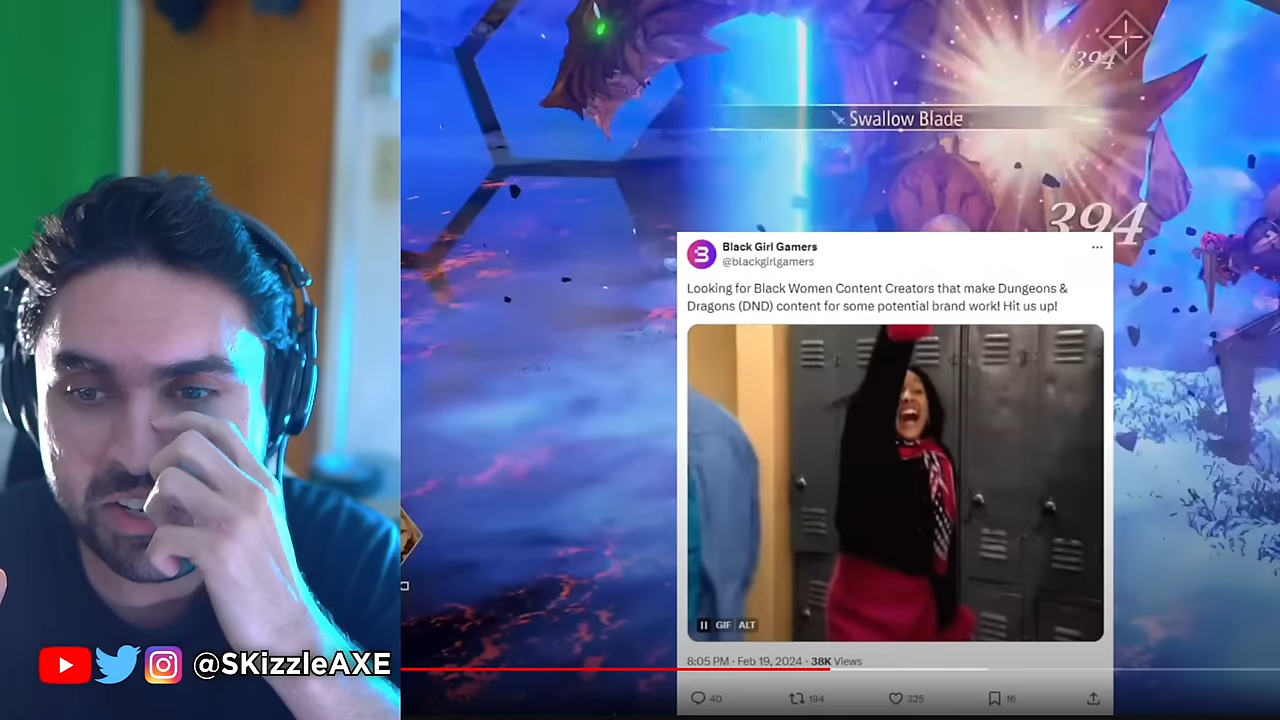 394
Swallow Blade
394
Black Girl Gamers
@blackgirlgamers
Looking for Black Women Content Creators that make Dungeons &
Dragons (DND) content for some potential brand work! Hit us up!
GIF ALT
8:05 PM · Feb 19, 2024 · 38K Views
40 194 325 16
@SKizzleAXE